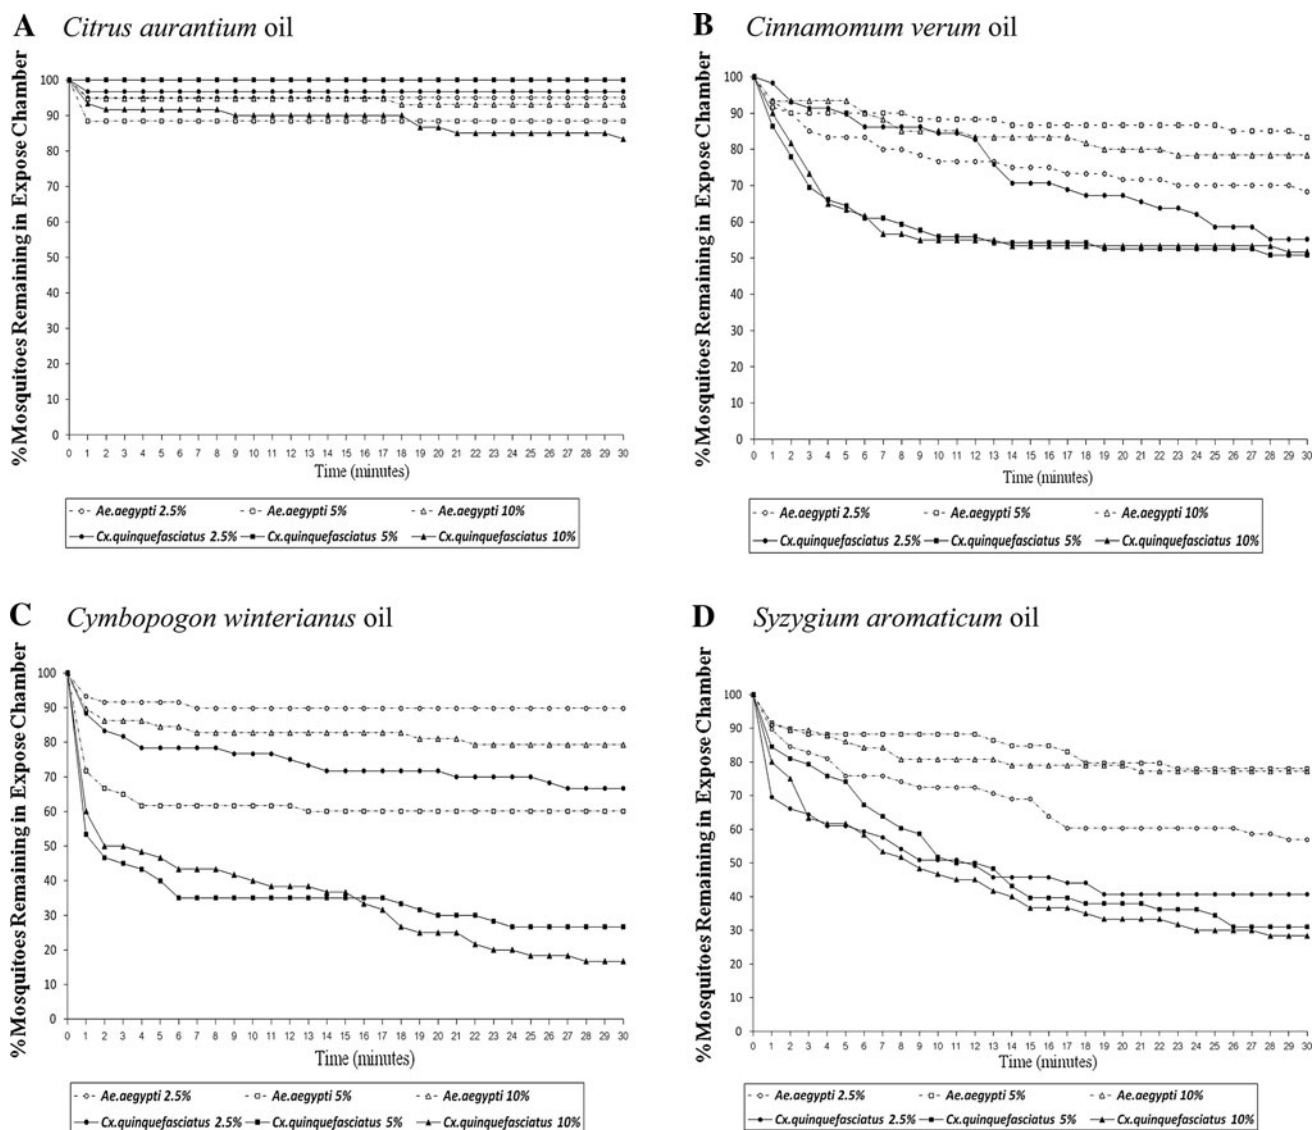 A Citrus aurantium oil
%Mosquitoes Remaining in Expose Chamber
100
90
80
70
60
50
40
30
20
10
0
0 1 2 3 4 5 6 7 8 9 10 11 12 13 14 15 16 17 18 19 20 21 22 23 24 25 26 27 28 29 30
Time (minutes)
Ae.aegypti 2.5% Ae.aegypti 5% Ae.aegypti 10%
Cx.quinquefasciatus 2.5% Cx.quinquefasciatus 5% Cx.quinquefasciatus 10%
B Cinnamomum verum oil
%Mosquitoes Remaining in Expose Chamber
100
90
80
70
60
50
40
30
20
10
0
0 1 2 3 4 5 6 7 8 9 10 11 12 13 14 15 16 17 18 19 20 21 22 23 24 25 26 27 28 29 30
Time (minutes)
Ae.aegypti 2.5% Ae.aegypti 5% Ae.aegypti 10%
Cx.quinquefasciatus 2.5% Cx.quinquefasciatus 5% Cx.quinquefasciatus 10%
C Cymbopogon winterianus oil
%Mosquitoes Remaining in Expose Chamber
100
90
80
70
60
50
40
30
20
10
0
0 1 2 3 4 5 6 7 8 9 10 11 12 13 14 15 16 17 18 19 20 21 22 23 24 25 26 27 28 29 30
Time (minutes)
Ae.aegypti 2.5% Ae.aegypti 5% Ae.aegypti 10%
Cx.quinquefasciatus 2.5% Cx.quinquefasciatus 5% Cx.quinquefasciatus 10%
D Syzygium aromaticum oil
%Mosquitoes Remaining in Expose Chamber
100
90
80
70
60
50
40
30
20
10
0
0 1 2 3 4 5 6 7 8 9 10 11 12 13 14 15 16 17 18 19 20 21 22 23 24 25 26 27 28 29 30
Time (minutes)
Ae.aegypti 2.5% Ae.aegypti 5% Ae.aegypti 10%
Cx.quinquefasciatus 2.5% Cx.quinquefasciatus 5% Cx.quinquefasciatus 10%